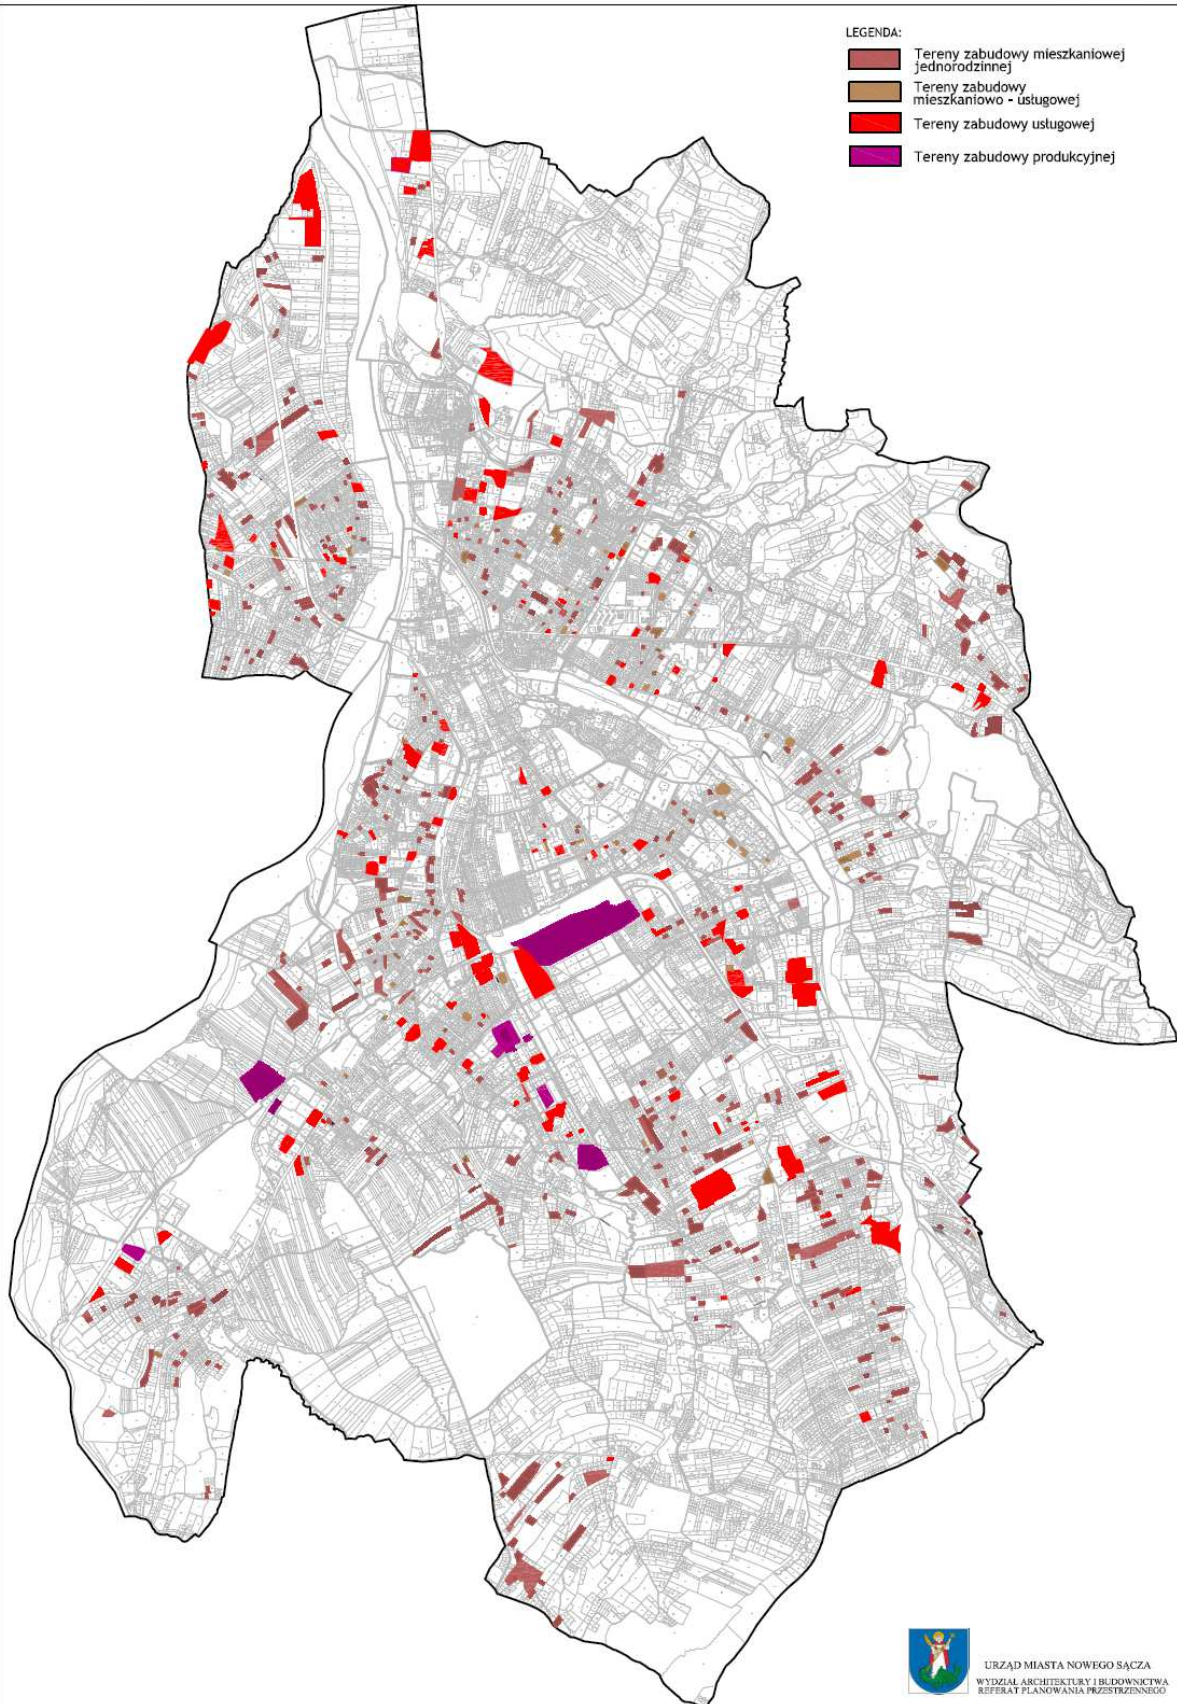 LEGENDA:
Tereny zabudowy mieszkaniowej
jednorodzinnej
Tereny zabudowy
mieszkaniowo - usługowej
Tereny zabudowy usługowej
Tereny zabudowy produkcyjnej
URZĄD MIASTA NOWEGO SĄCZA
WYDZIAŁ ARCHITEKTURY I BUDOWNICTWA
REFERAT PLANOWANIA PRZESTRZENNEGO